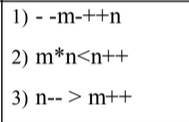 1) - -m-++n
2) m*n<n++
3) n-- > m++